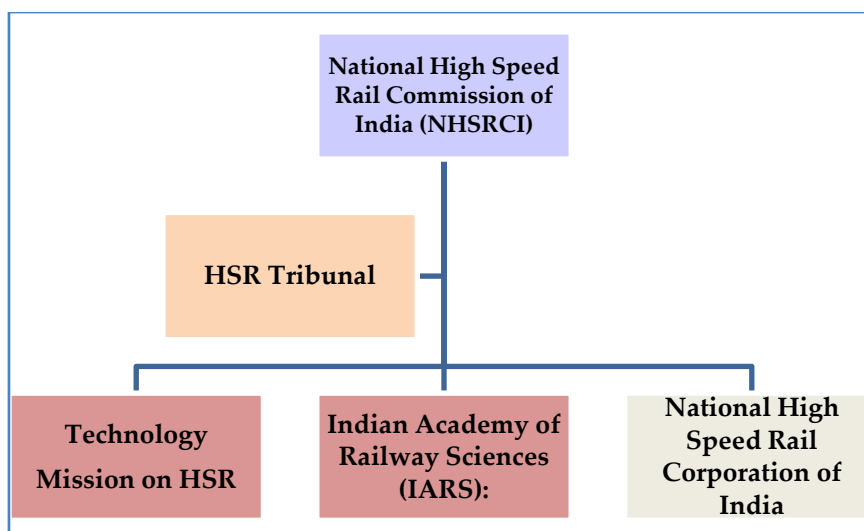 National High Speed
Rail Commission of
India (NHSRCI)
HSR Tribunal
Technology
Mission on HSR
Indian Academy of
Railway Sciences
(IARS):
National High
Speed Rail
Corporation of
India